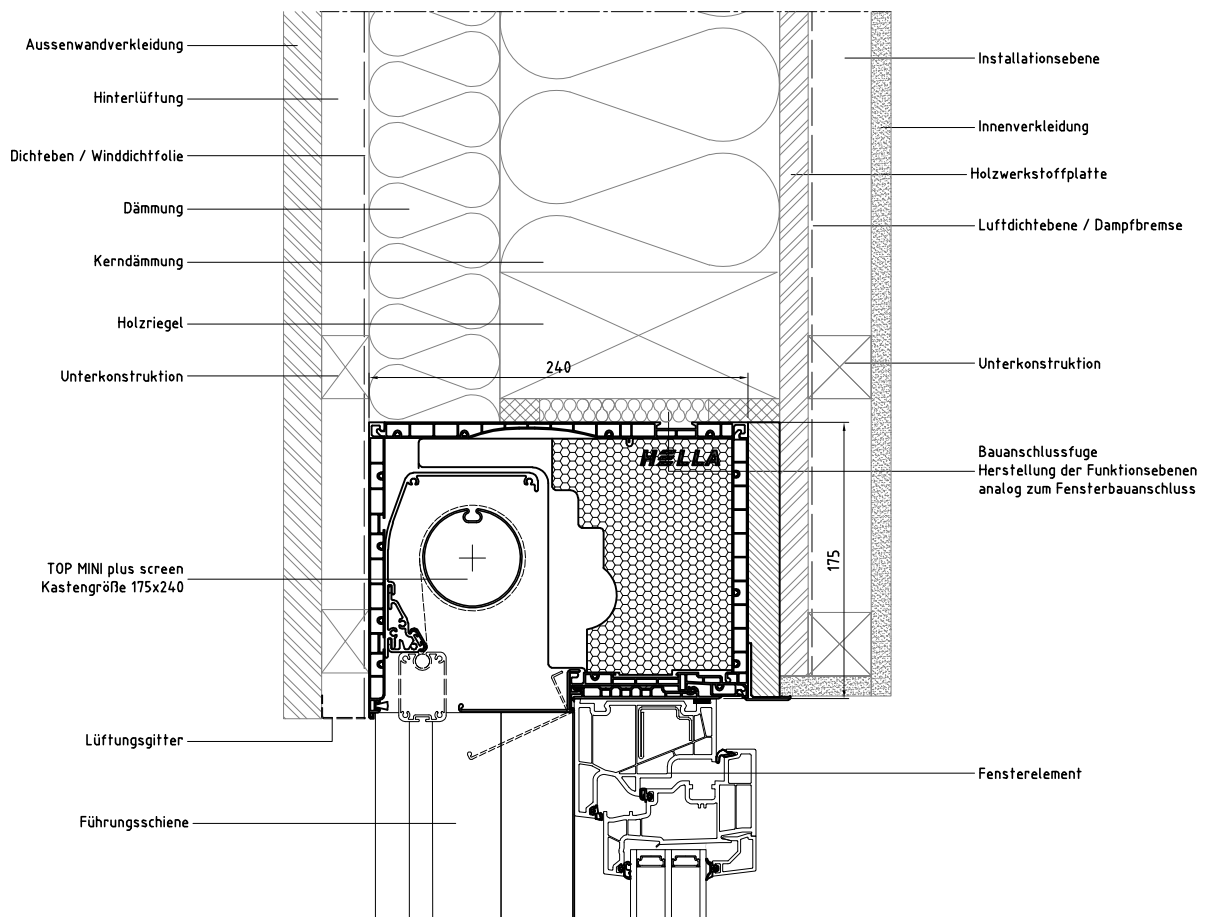 Aussenwandverkleidung
Hinterlüftung
Dichteben / Winddichtfolie
Dämmung
Kerndämmung
Holzriegel
Unterkonstruktion
TOP MINI plus screen
Kastengröße 175x240
Lüftungsgitter
Führungsschiene
240
HELLA
175
Installationsebene
Innenverkleidung
Holzwerkstoffplatte
Luftdichtebene / Dampfbremse
Unterkonstruktion
Bauanschlussfuge
Herstellung der Funktionsebenen
analog zum Fensterbauanschluss
Fensterelement